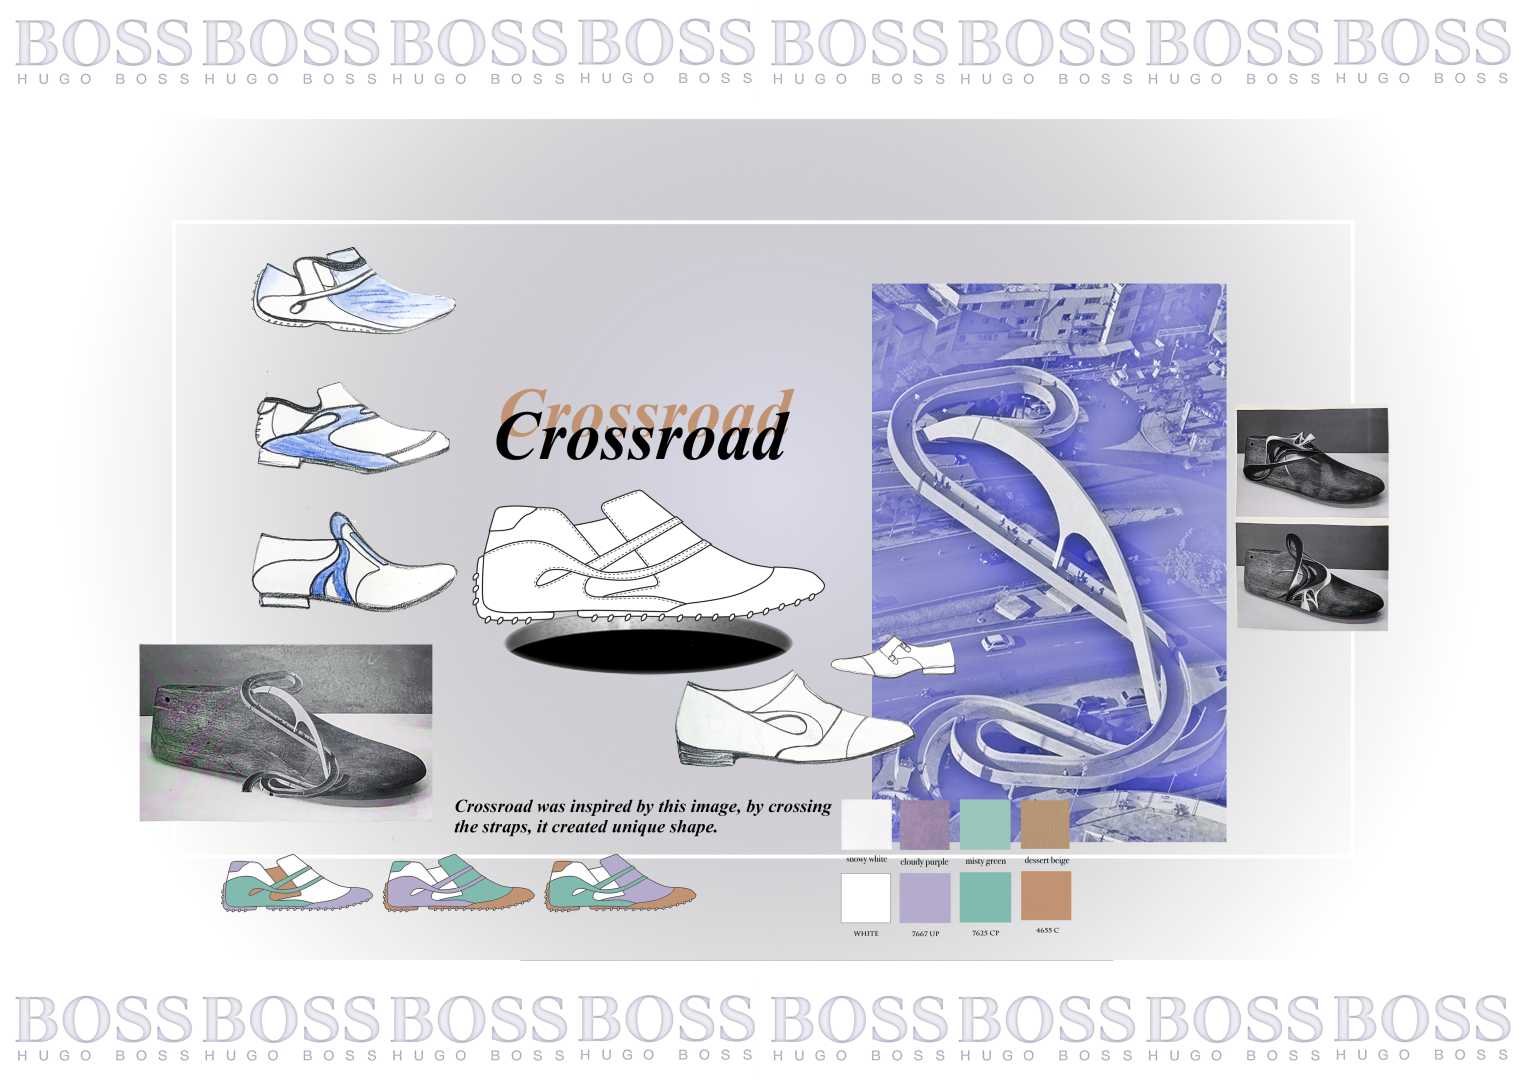 BOSS BOSS BOSS BOSS BOSS BOSS BOSS BOSS
HUGO BOSS HUGO BOSS HUGO BOSS HUGO BOSS HUGO BOSS HUGO BOSS HUGO BOSS HUGO BOSS
Crossroad
Crossroad
Crossroad was inspired by this image, by crossing
the straps, it created unique shape.
snowy white cloudy purple misty green dessert beige
WHITE 7667 UP 7625 CP 4655 C
BOSS BOSS BOSS BOSS BOSS BOSS BOSS BOSS
HUGO BOSS HUGO BOSS HUGO BOSS HUGO BOSS HUGO BOSS HUGO BOSS HUGO BOSS HUGO BOSS